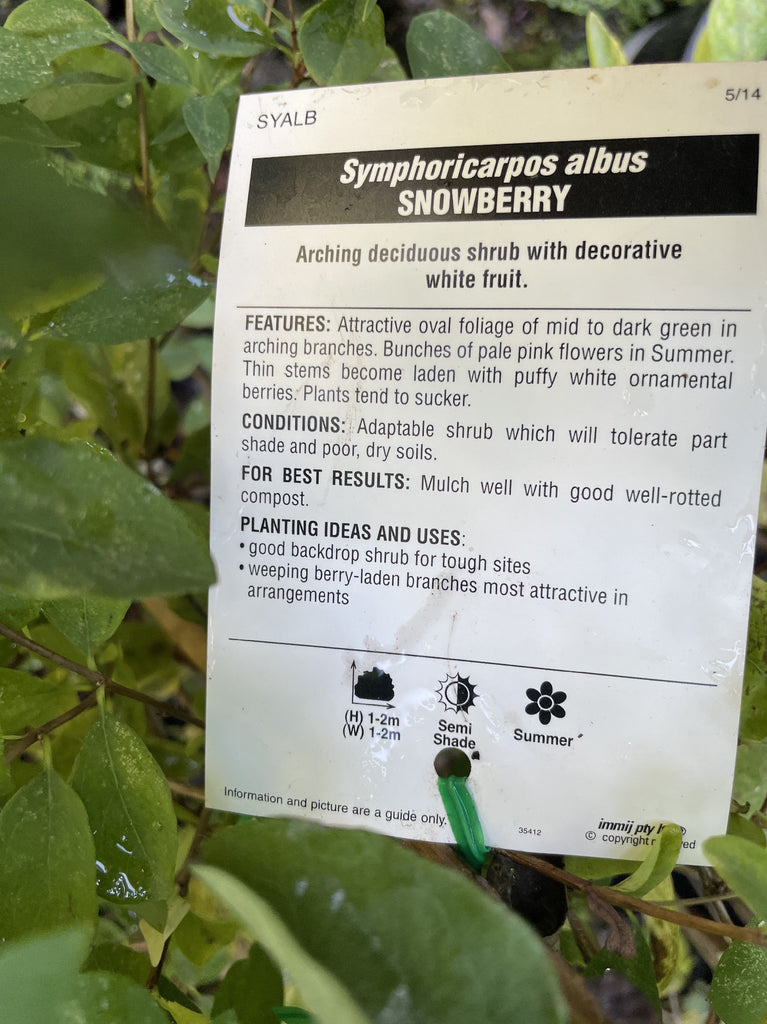 SYALB
5/14
Symphoricarpos albus
SNOWBERRY
Arching deciduous shrub with decorative
white fruit.
FEATURES: Attractive oval foliage of mid to dark green in
arching branches. Bunches of pale pink flowers in Summer.
Thin stems become laden with puffy white ornamental
berries. Plants tend to sucker.
CONDITIONS: Adaptable shrub which will tolerate part
shade and poor, dry soils.
FOR BEST RESULTS: Mulch well with good well-rotted
compost.
PLANTING IDEAS AND USES:
• good backdrop shrub for tough sites
• weeping berry-laden branches most attractive in
arrangements
(H) 1-2m
(W) 1-2m
Semi
Shade
Summer
Information and picture are a guide only.
35412
immij pty
© copyright